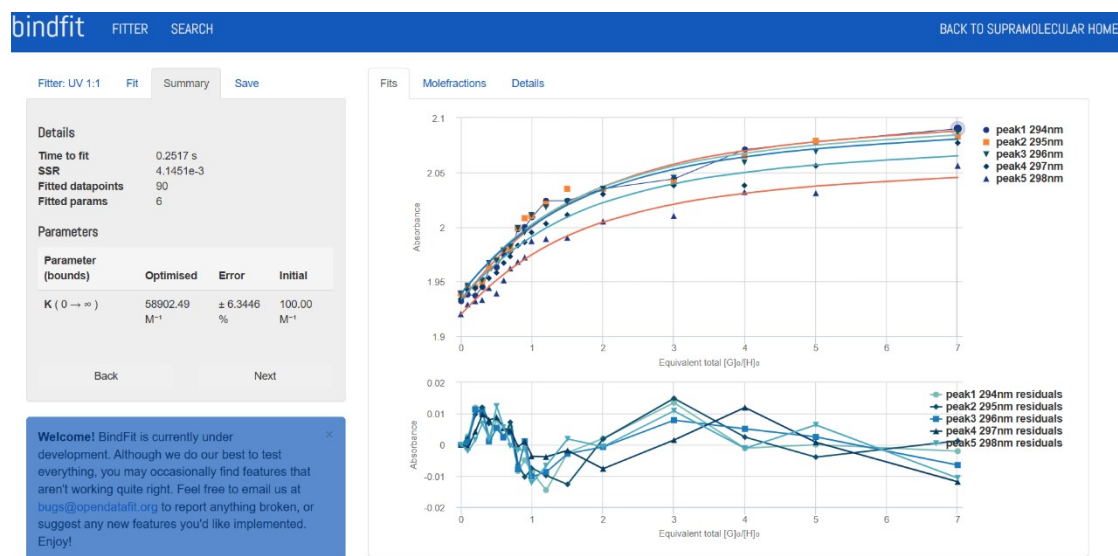 bindfit FITTER SEARCH BACK TO SUPRAMOLECULAR HOME
Fitter: UV 1:1 Fit Summary Save
Details
Time to fit 0.2517 s
SSR 4.1451e-3
Fitted datapoints 90
Fitted params 6
Parameters
Parameter (bounds) Optimised Error Initial
K ( 0 → ∞ ) 58902.49 M⁻¹ ± 6.3446 % 100.00 M⁻¹
Back Next
Welcome! BindFit is currently under ×
development. Although we do our best to test
everything, you may occasionally find features that
aren't working quite right. Feel free to email us at
bugs@opendatafit.org to report anything broken, or
suggest any new features you'd like implemented.
Enjoy!
Fits Molefractions Details
2.1
2.05
2
1.95
1.9
Absorbance
0 1 2 3 4 5 6 7
Equivalent total [G]₀/[H]₀
peak1 294nm
peak2 295nm
peak3 296nm
peak4 297nm
peak5 298nm
0.02
0.01
0
-0.01
-0.02
Absorbance
0 1 2 3 4 5 6 7
Equivalent total [G]₀/[H]₀
peak1 294nm residuals
peak2 295nm residuals
peak3 296nm residuals
peak4 297nm residuals
peak5 298nm residuals